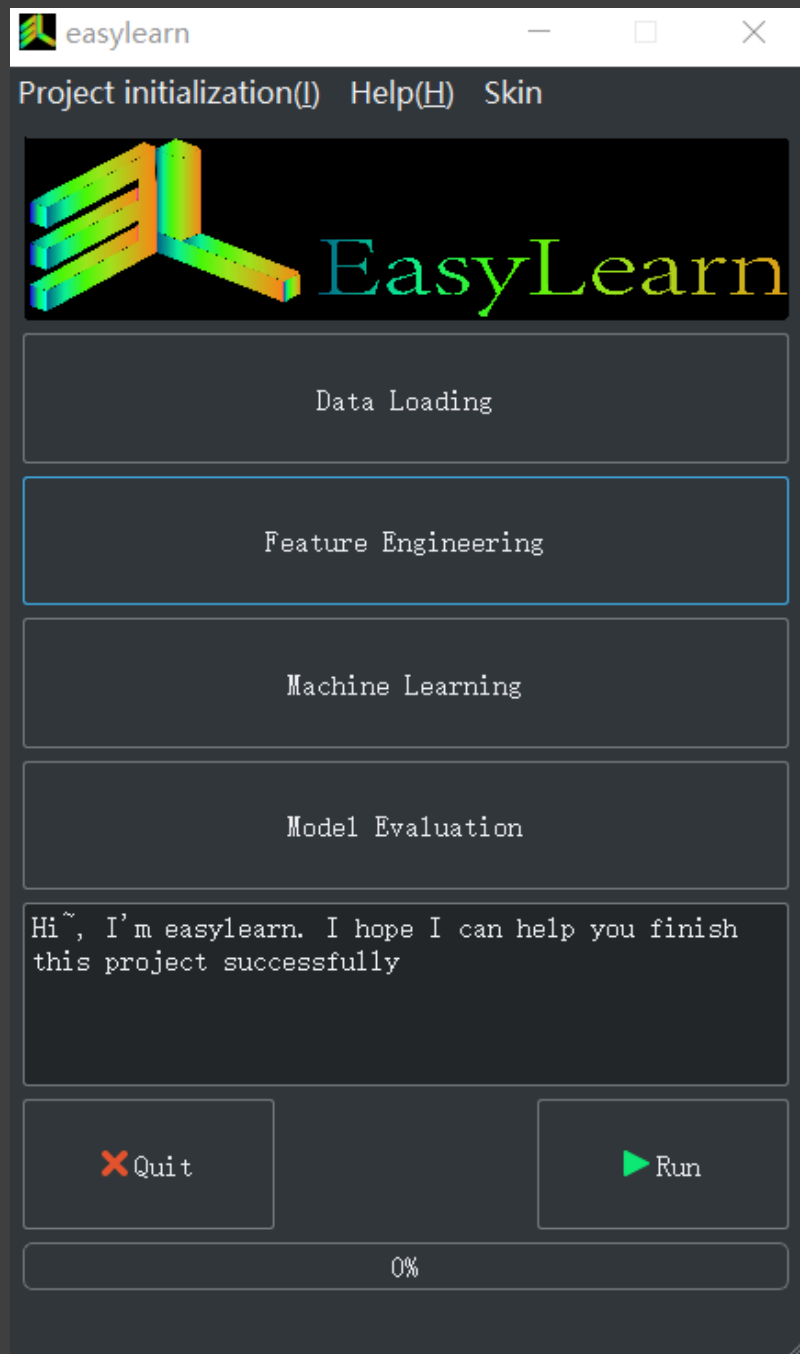 easylearn
Project initialization(I) Help(H) Skin
EasyLearn
Data Loading
Feature Engineering
Machine Learning
Model Evaluation
Hi~, I'm easylearn. I hope I can help you finish
this project successfully
Quit
Run
0%